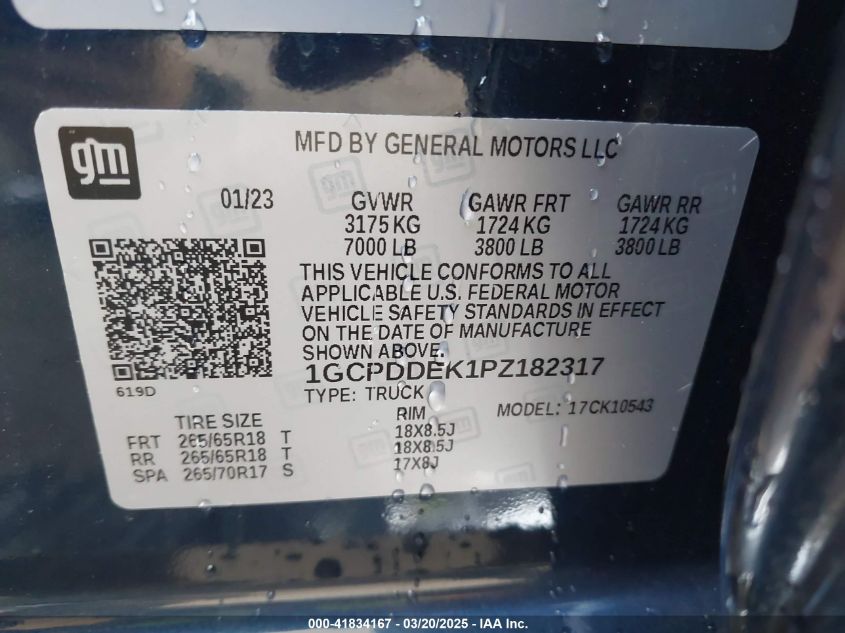 gm
MFD BY GENERAL MOTORS LLC
01/23
GVWR GAWR FRT GAWR RR
3175 KG 1724 KG 1724 KG
7000 LB 3800 LB 3800 LB
THIS VEHICLE CONFORMS TO ALL
APPLICABLE U.S. FEDERAL MOTOR
VEHICLE SAFETY STANDARDS IN EFFECT
ON THE DATE OF MANUFACTURE
SHOWN ABOVE.
1GCPDDEK1PZ182317
619D
TYPE: TRUCK
MODEL: 17CK10543
TIRE SIZE RIM
FRT 265/65R18 T 18X8.5J
RR 265/65R18 T 18X8.5J
SPA 265/70R17 S 17X8J
000-41834167 - 03/20/2025 - IAA Inc.